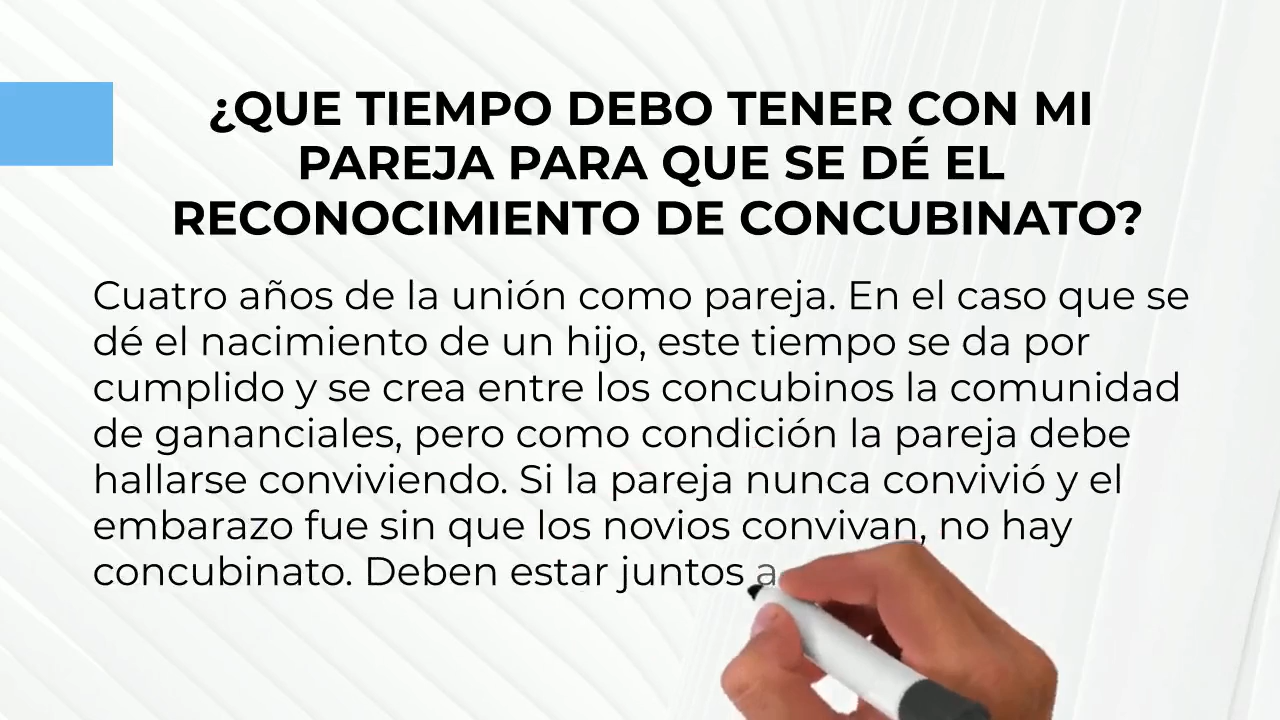 ¿QUE TIEMPO DEBO TENER CON MI
PAREJA PARA QUE SE DÉ EL
RECONOCIMIENTO DE CONCUBINATO?
Cuatro años de la unión como pareja. En el caso que se
dé el nacimiento de un hijo, este tiempo se da por
cumplido y se crea entre los concubinos la comunidad
de gananciales, pero como condición la pareja debe
hallarse conviviendo. Si la pareja nunca convivió y el
embarazo fue sin que los novios convivan, no hay
concubinato. Deben estar juntos a